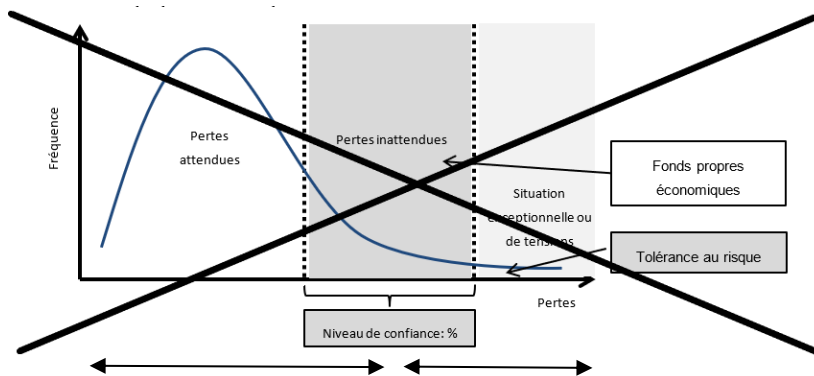 Fréquence
Pertes
attendues
Pertes inattendues
Situation
exceptionnelle ou
de tensions
Fonds propres
économiques
Tolérance au risque
Pertes
Niveau de confiance: %